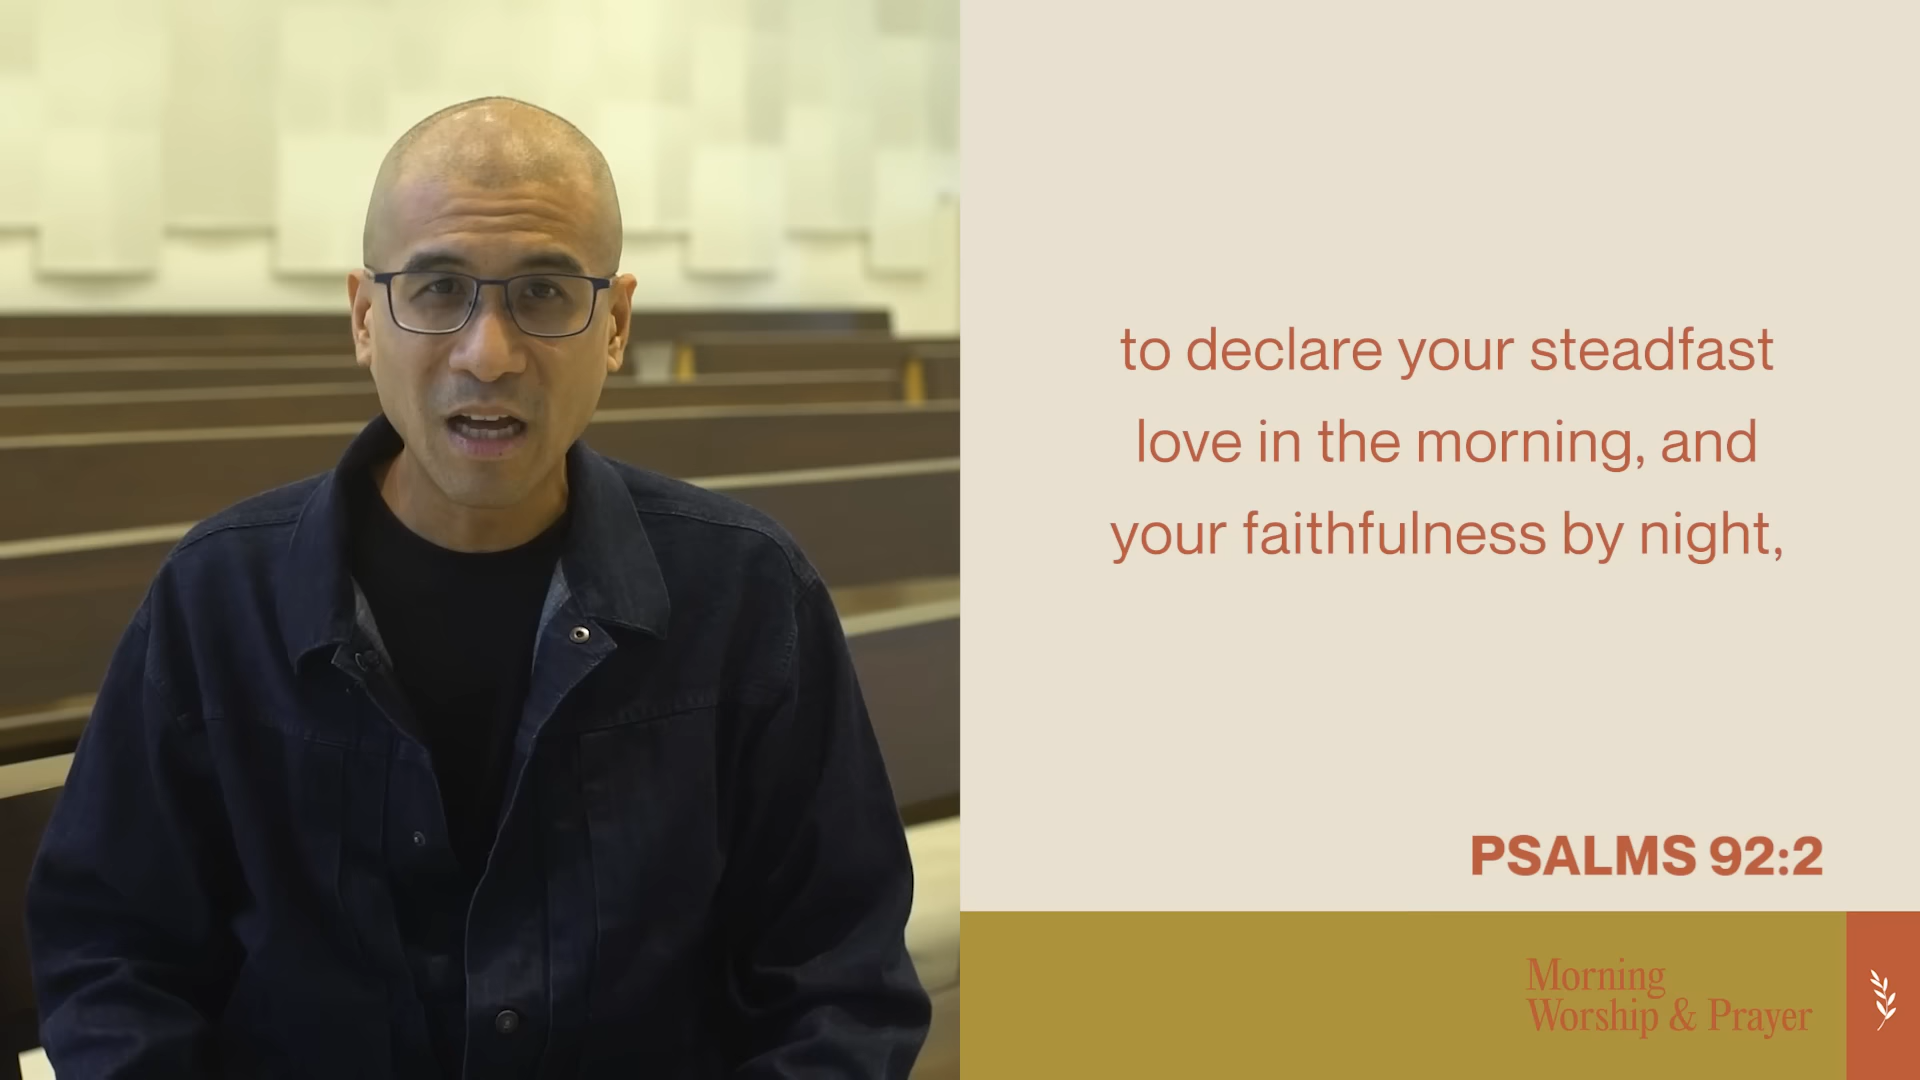 to declare your steadfast
love in the morning, and
your faithfulness by night,
PSALMS 92:2
Morning
Worship & Prayer